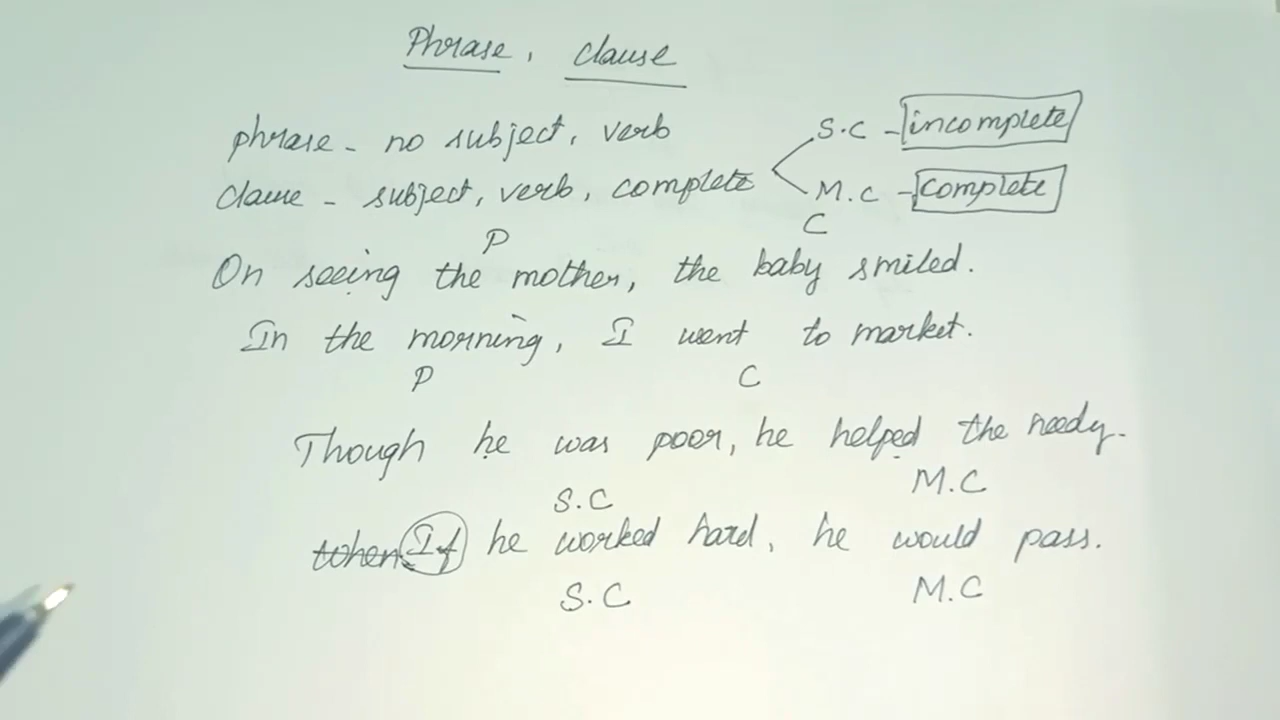 Phrase, Clause
phrase - no subject, verb
S.C - incomplete
Clause - subject, verb, complete
M.C - complete
P C
On seeing the mother, the baby smiled.
In the morning, I went to market.
P C
Though he was poor, he helped the needy.
S.C M.C
when If he worked hard, he would pass.
S.C M.C